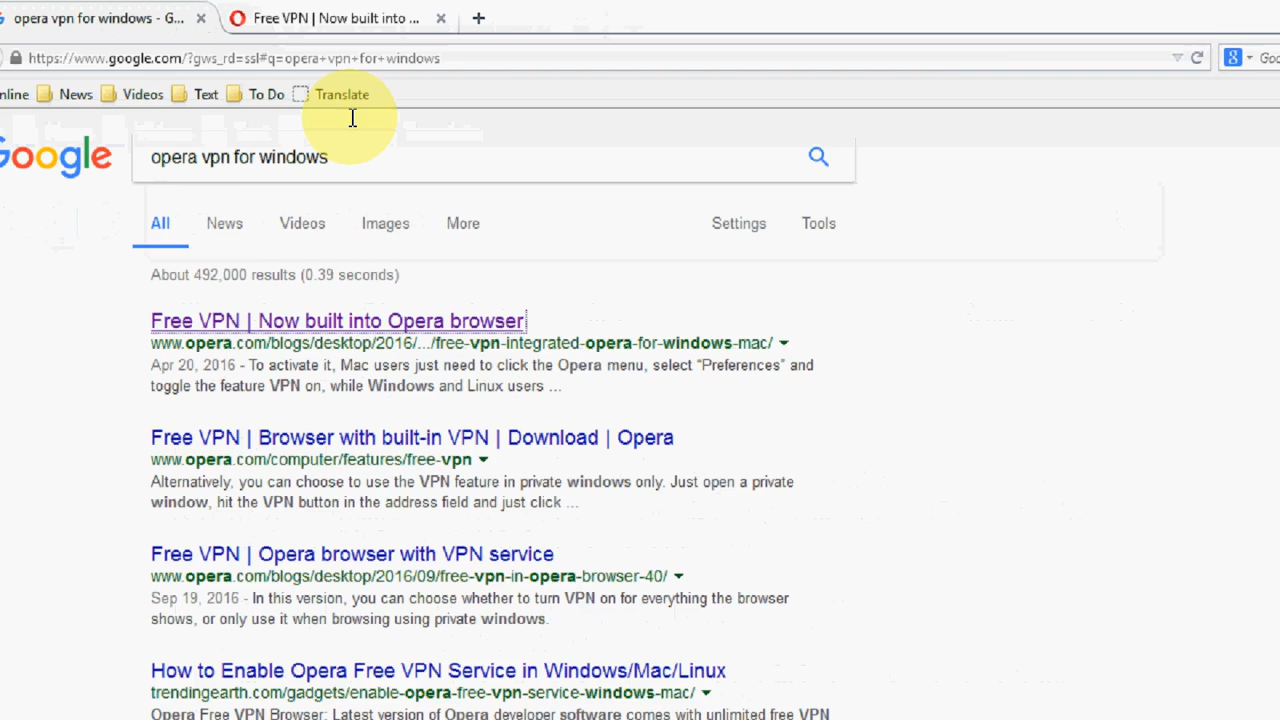 opera vpn for windows - G...
Free VPN | Now built into ...
https://www.google.com/?gws_rd=ssl#q=opera+vpn+for+windows
nline News Videos Text To Do Translate
Google
opera vpn for windows
All News Videos Images More Settings Tools
About 492,000 results (0.39 seconds)
Free VPN | Now built into Opera browser
www.opera.com/blogs/desktop/2016/.../free-vpn-integrated-opera-for-windows-mac/
Apr 20, 2016 - To activate it, Mac users just need to click the Opera menu, select “Preferences” and
toggle the feature VPN on, while Windows and Linux users ...
Free VPN | Browser with built-in VPN | Download | Opera
www.opera.com/computer/features/free-vpn
Alternatively, you can choose to use the VPN feature in private windows only. Just open a private
window, hit the VPN button in the address field and just click ...
Free VPN | Opera browser with VPN service
www.opera.com/blogs/desktop/2016/09/free-vpn-in-opera-browser-40/
Sep 19, 2016 - In this version, you can choose whether to turn VPN on for everything the browser
shows, or only use it when browsing using private windows.
How to Enable Opera Free VPN Service in Windows/Mac/Linux
trendingearth.com/gadgets/enable-opera-free-vpn-service-windows-mac/
Opera Free VPN Browser: Latest version of Opera developer software comes with unlimited free VPN